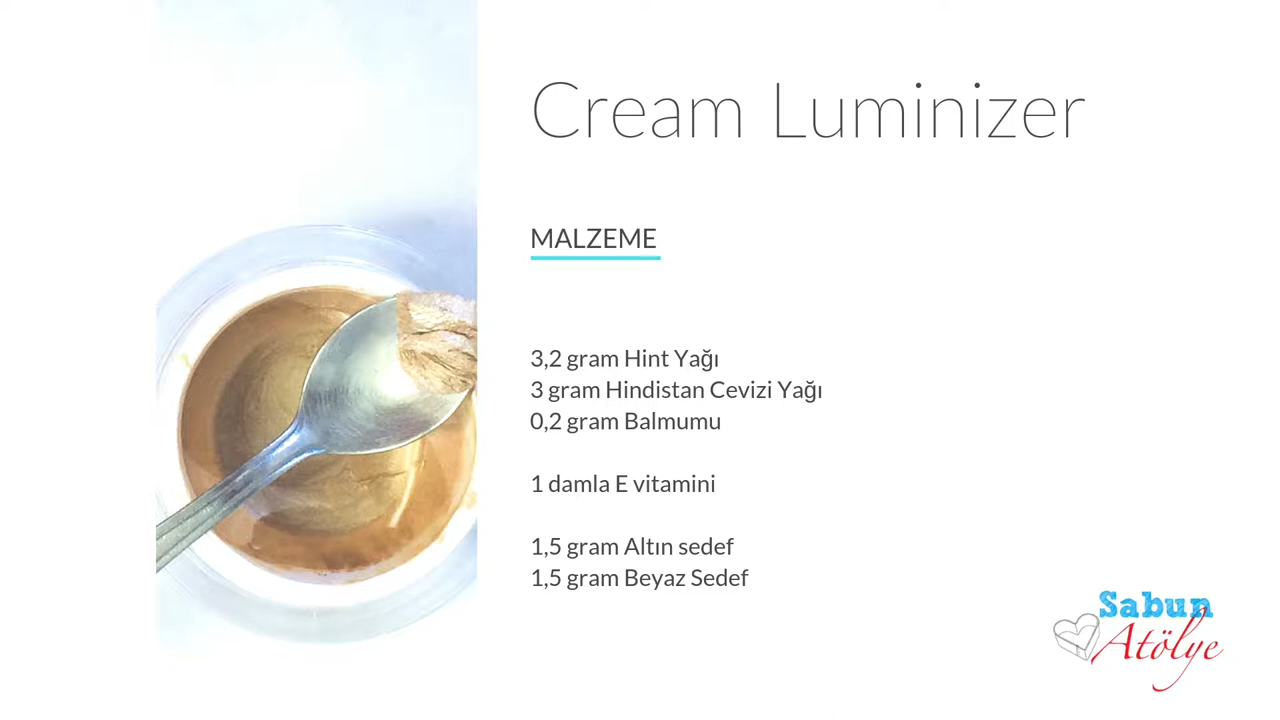 Cream Luminizer
MALZEME
3,2 gram Hint Yağı
3 gram Hindistan Cevizi Yağı
0,2 gram Balmumu
1 damla E vitamini
1,5 gram Altın sedef
1,5 gram Beyaz Sedef
Sabun
Atölye